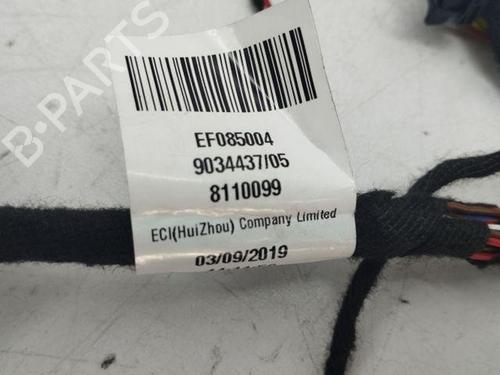 B-PARTS
EF085004
9034437/05
8110099
ECI(HuiZhou) Company Limited
03/09/2019